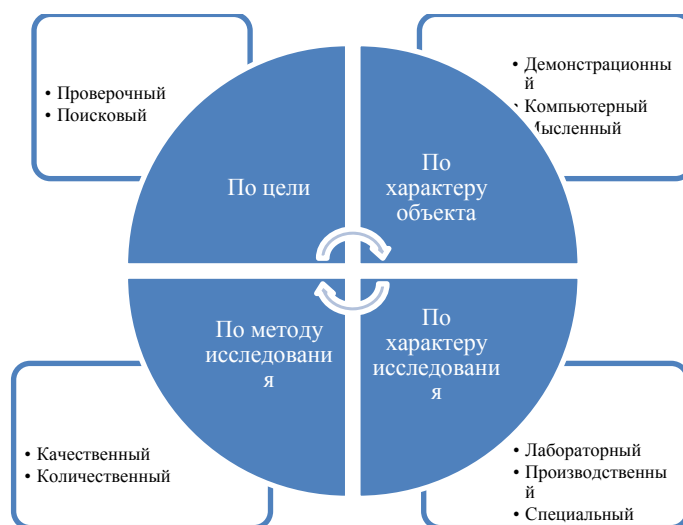 • Проверочный
• Поисковый
• Демонстрационны
й
• Компьютерный
• Мысленный
По цели
По
характеру
объекта
По методу
исследовани
я
По
характеру
исследовани
я
• Качественный
• Количественный
• Лабораторный
• Производственны
й
• Специальный